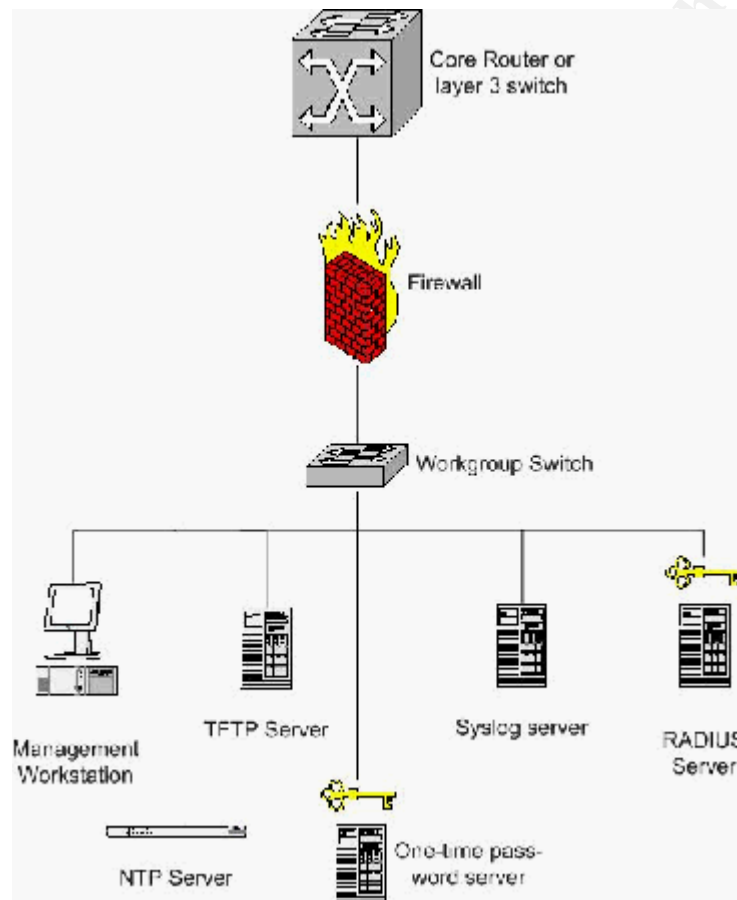 Core Router or
layer 3 switch
Firewall
Workgroup Switch
TFTP Server
Syslog server
RADIUS
Server
Management
Workstation
NTP Server
One-time pass-
word server